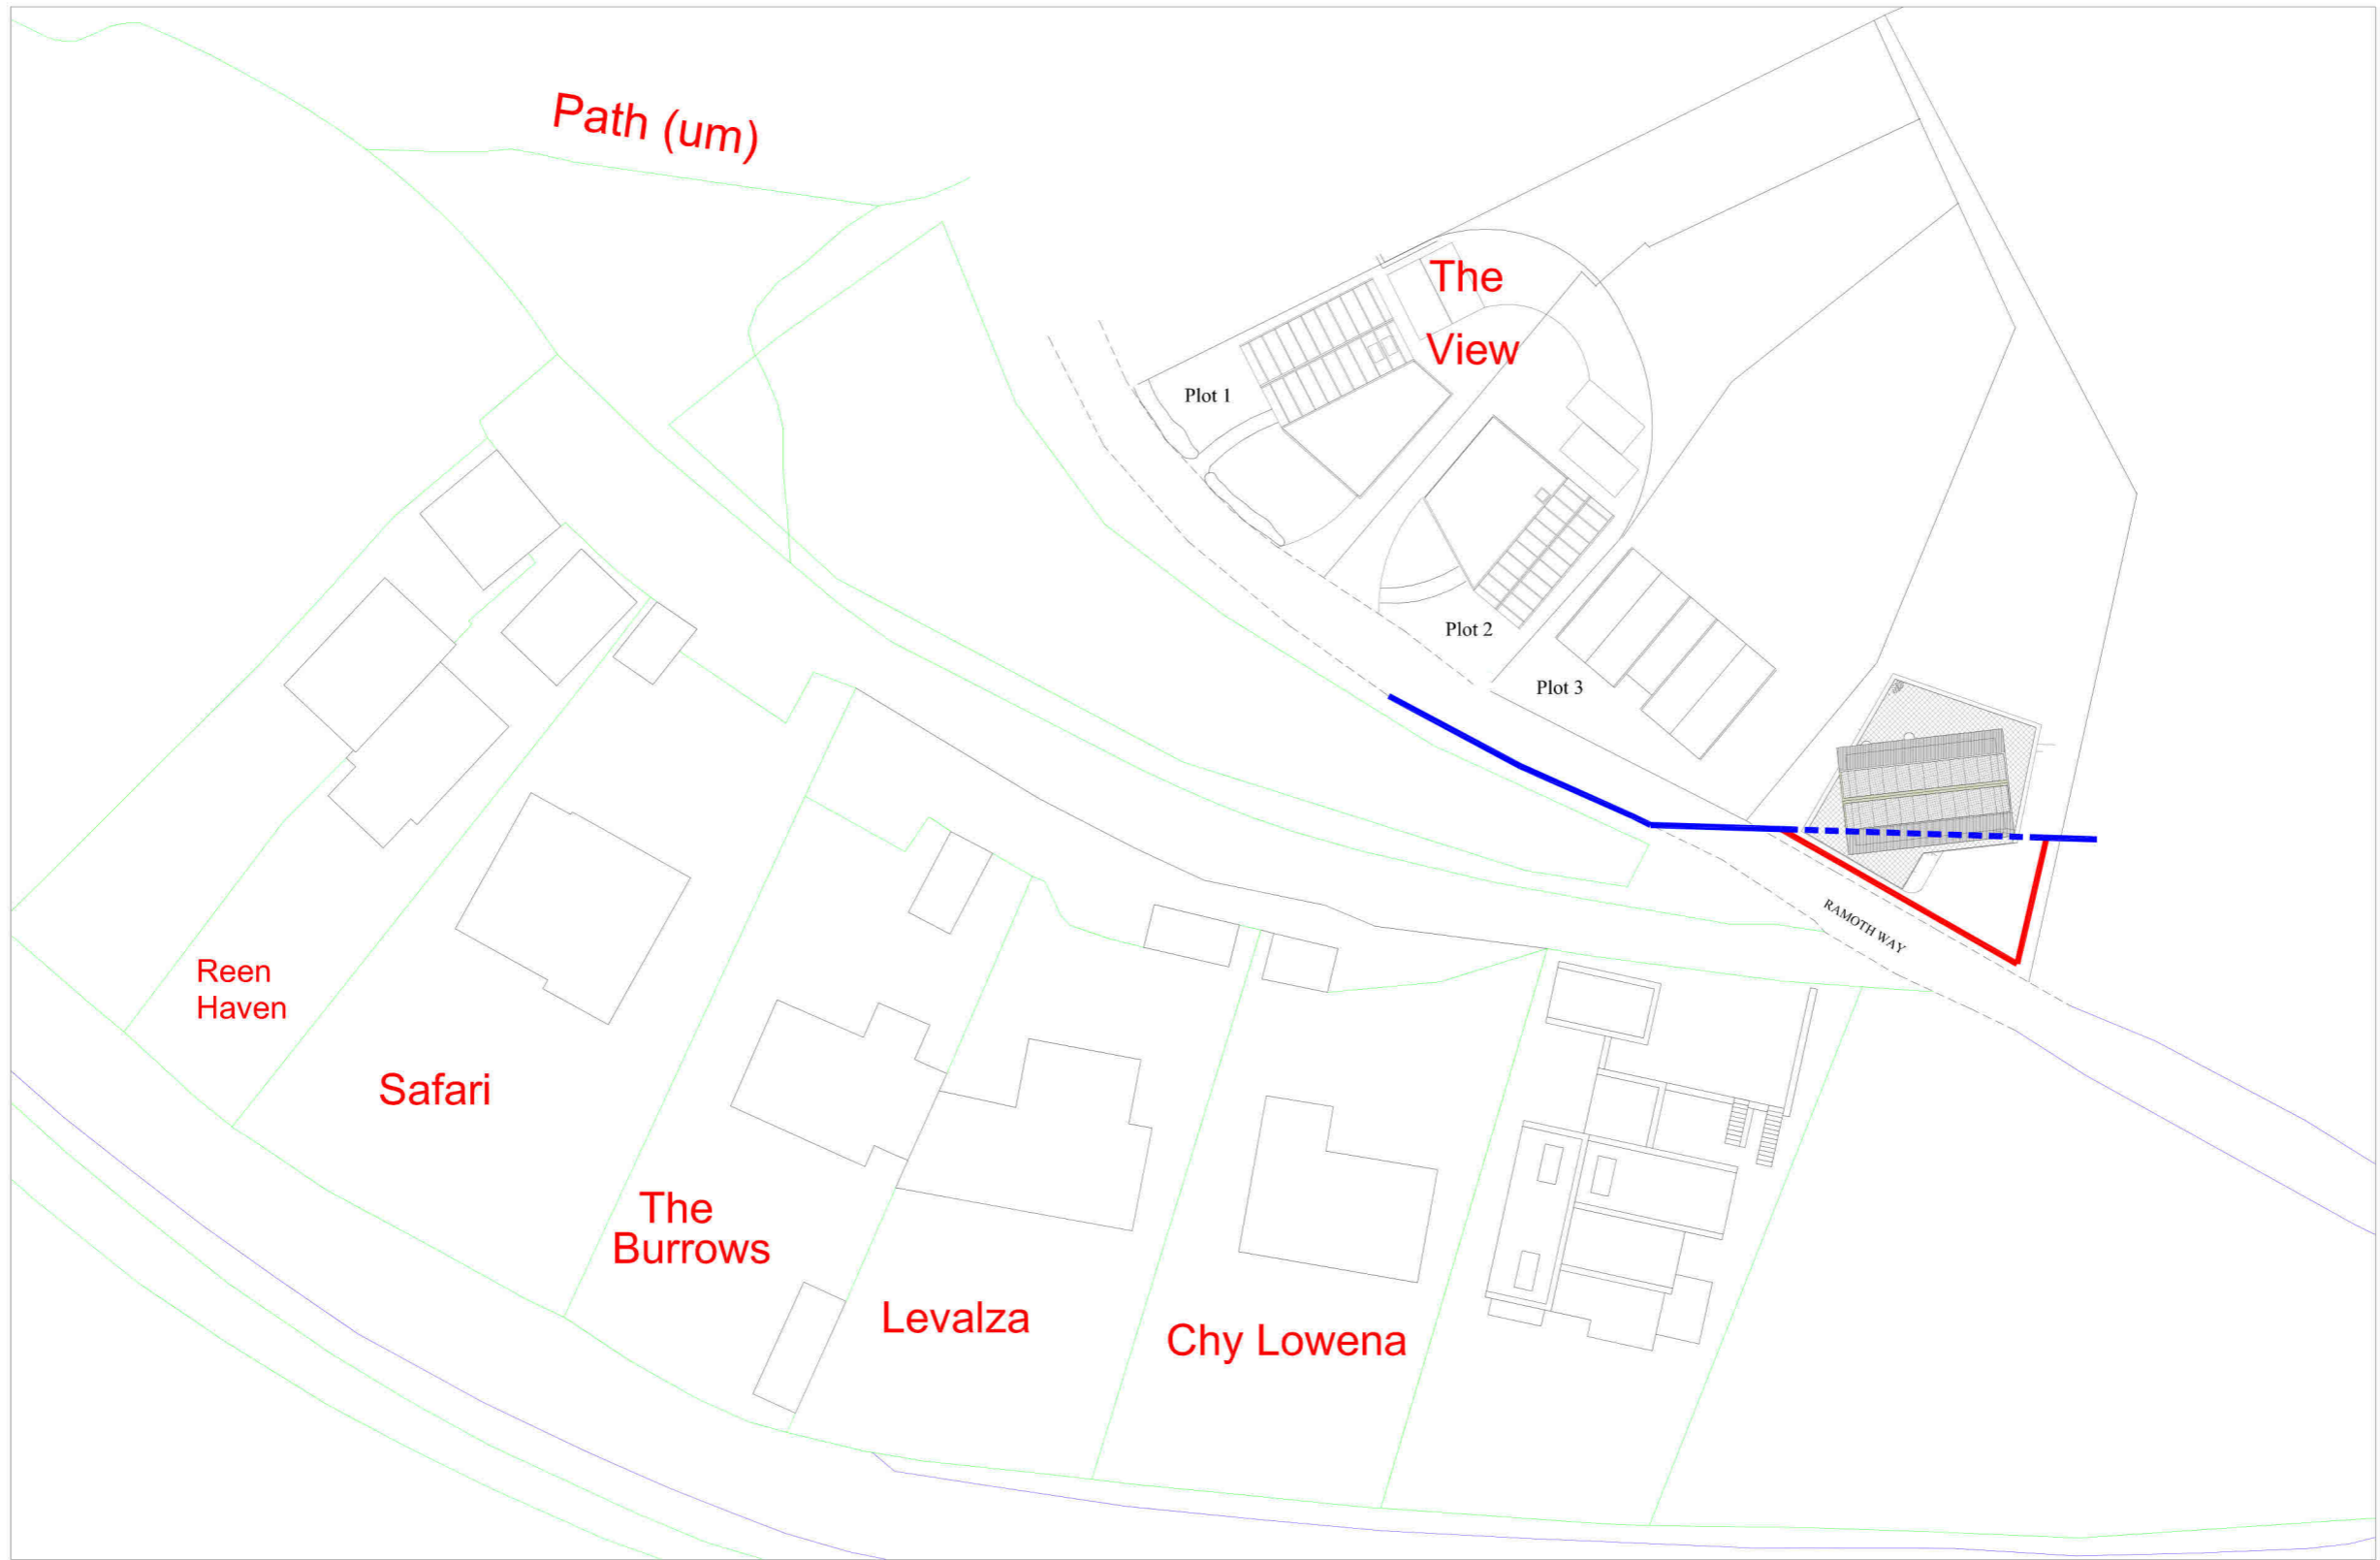 Path (um)
The
View
Plot 1
Plot 2
Plot 3
RAMOTH WAY
Reen
Haven
Safari
The
Burrows
Levalza
Chy Lowena